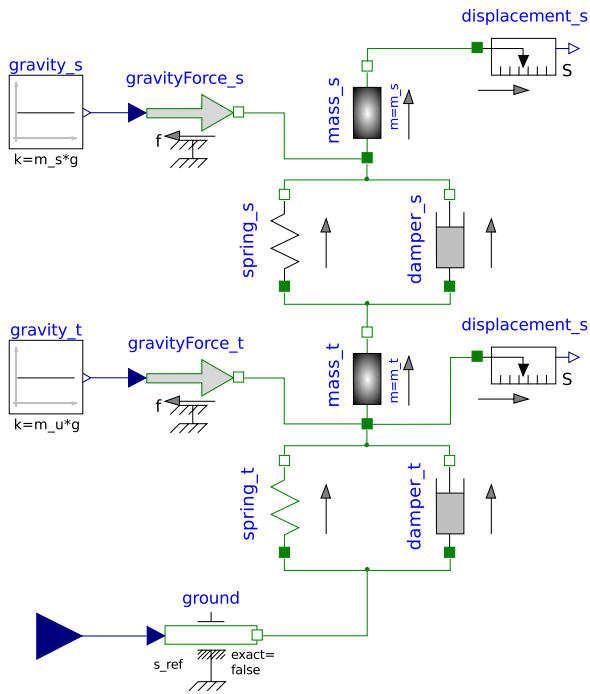 displacement_s
gravity_s
gravityForce_s
mass_s
m=m_s
S
f
k=m_s*g
spring_s
damper_s
displacement_s
gravity_t
gravityForce_t
mass_t
m=m_t
S
f
k=m_u*g
spring_t
damper_t
ground
s_ref
exact=
false